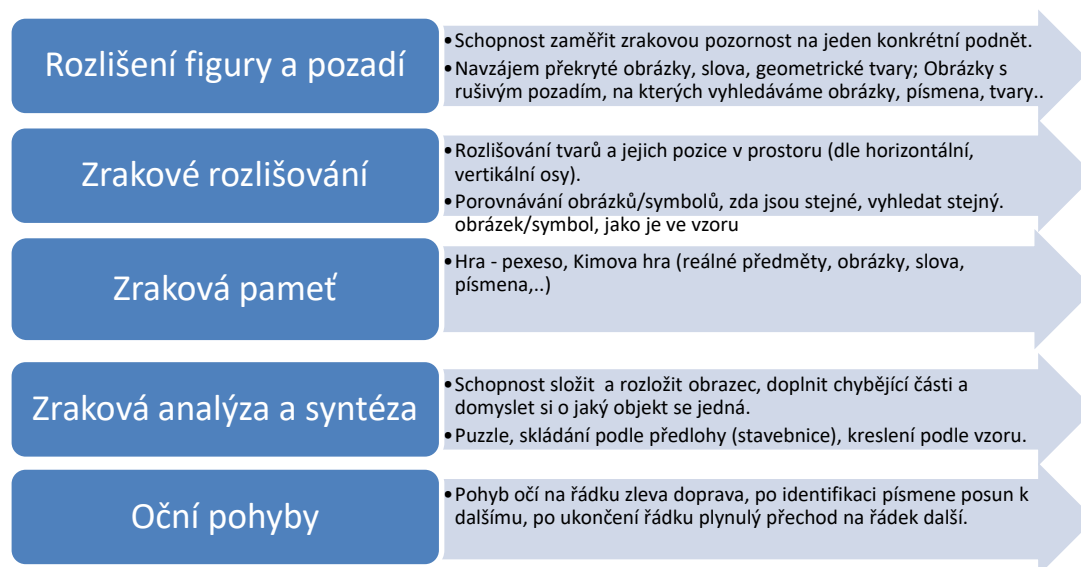 Rozlišení figury a pozadí
•Schopnost zaměřit zrakovou pozornost na jeden konkrétní podnět.
•Navzájem překryté obrázky, slova, geometrické tvary; Obrázky s
rušivým pozadím, na kterých vyhledáváme obrázky, písmena, tvary..
Zrakové rozlišování
•Rozlišování tvarů a jejich pozice v prostoru (dle horizontální,
vertikální osy).
•Porovnávání obrázků/symbolů, zda jsou stejné, vyhledat stejný.
obrázek/symbol, jako je ve vzoru
Zraková pameť
•Hra - pexeso, Kimova hra (reálné předměty, obrázky, slova,
písmena,..)
Zraková analýza a syntéza
•Schopnost složit  a rozložit obrazec, doplnit chybějící části a
domyslet si o jaký objekt se jedná.
•Puzzle, skládání podle předlohy (stavebnice), kreslení podle vzoru.
Oční pohyby
•Pohyb očí na řádku zleva doprava, po identifikaci písmene posun k
dalšímu, po ukončení řádku plynulý přechod na řádek další.